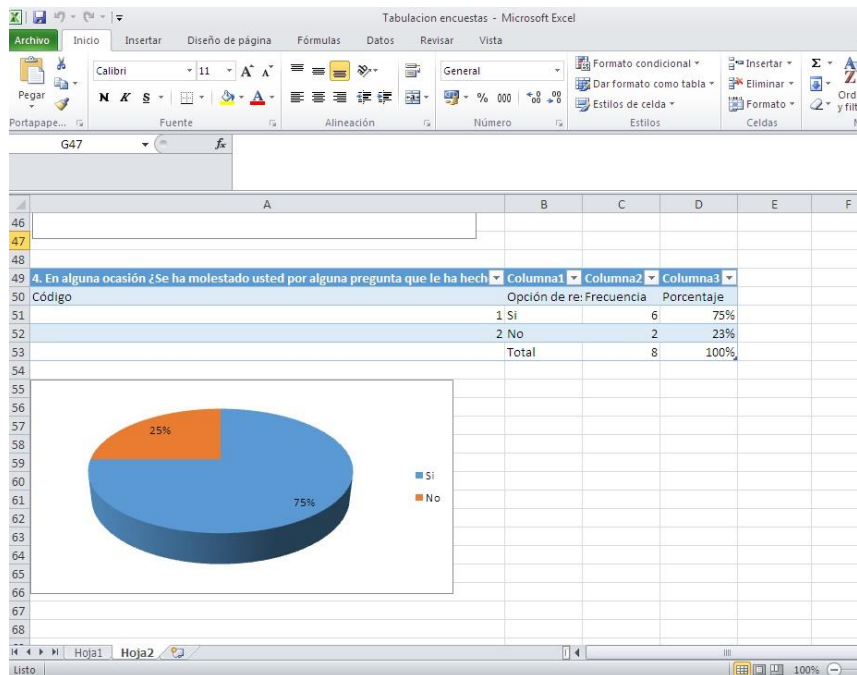 Tabulacion encuestas - Microsoft Excel
Archivo Inicio Insertar Diseño de página Fórmulas Datos Revisar Vista
Calibri 11 A A General Formato condicional Insertar Σ
Pegar Dar formato como tabla Eliminar
N K S A % 000 Estilos de celda Formato
Ord
y filt
Portapape... Fuente Alineación Número Estilos Celdas
G47 fx
A B C D E F
46
47
48
49 4. En alguna ocasión ¿Se ha molestado usted por alguna pregunta que le ha hech Columna1 Columna2 Columna3
50 Código Opción de re: Frecuencia Porcentaje
51 1 Si 6 75%
52 2 No 2 23%
53 Total 8 100%
54
55
56
57
58
59
60
61
62
63
64
65
66
67
68
25%
75%
Si
No
Hoja1 Hoja2
Listo 100%